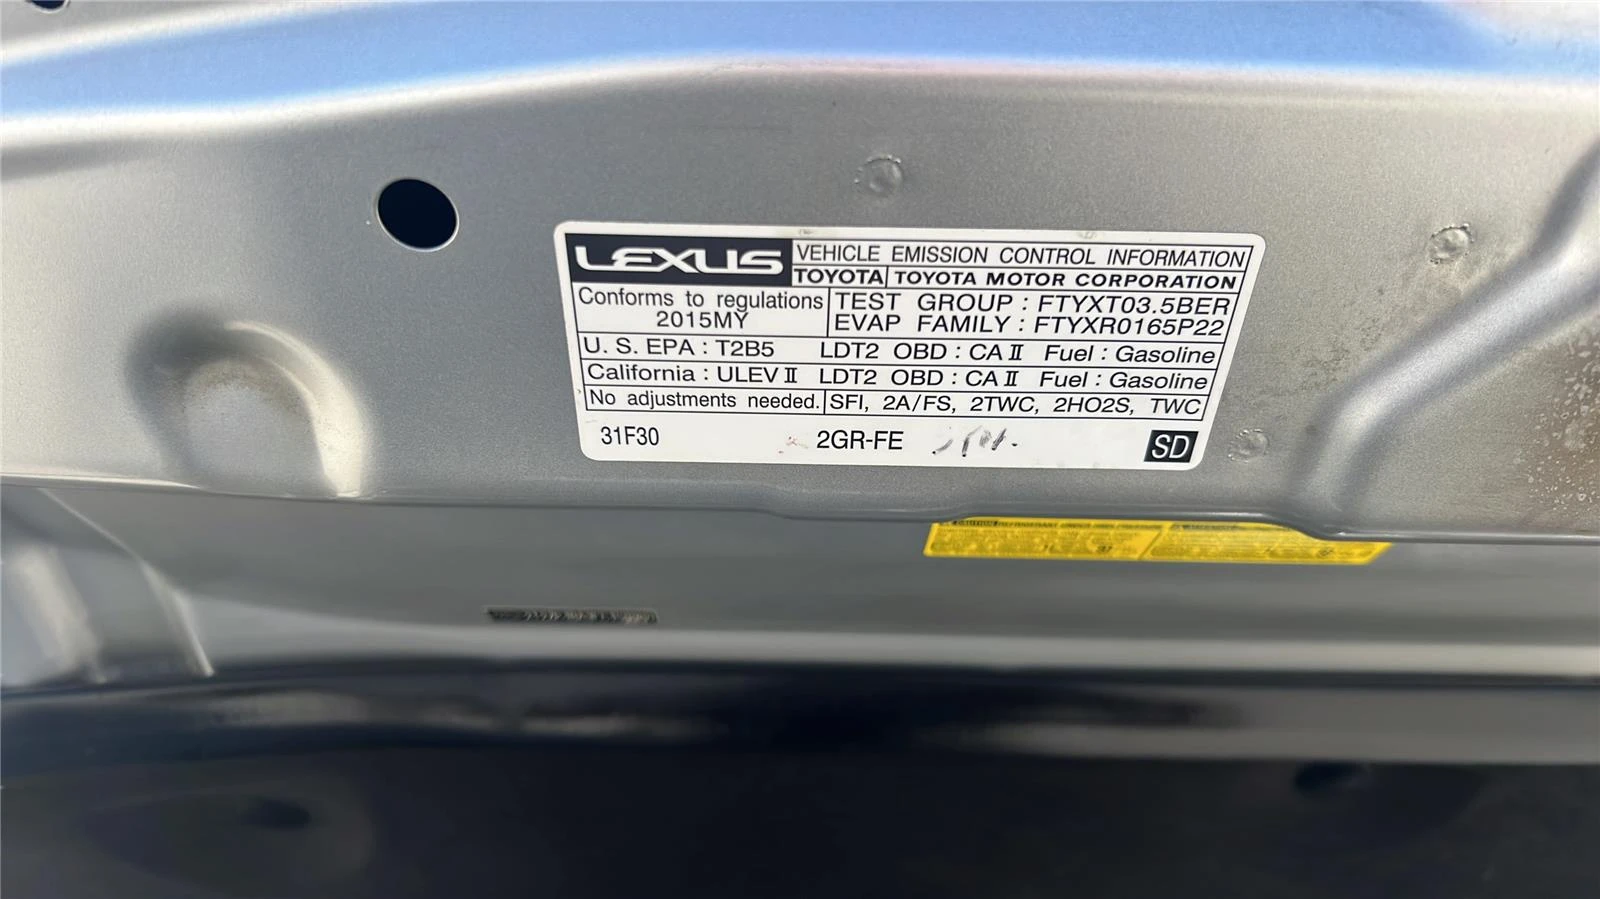 LEXUS VEHICLE EMISSION CONTROL INFORMATION
TOYOTA TOYOTA MOTOR CORPORATION
Conforms to regulations
2015MY
TEST GROUP : FTYXT03.5BER
EVAP FAMILY : FTYXR0165P22
U. S. EPA : T2B5 LDT2 OBD : CA II Fuel : Gasoline
California : ULEV II LDT2 OBD : CA II Fuel : Gasoline
No adjustments needed. SFI, 2A/FS, 2TWC, 2HO2S, TWC
31F30 2GR-FE SD
CAUTION